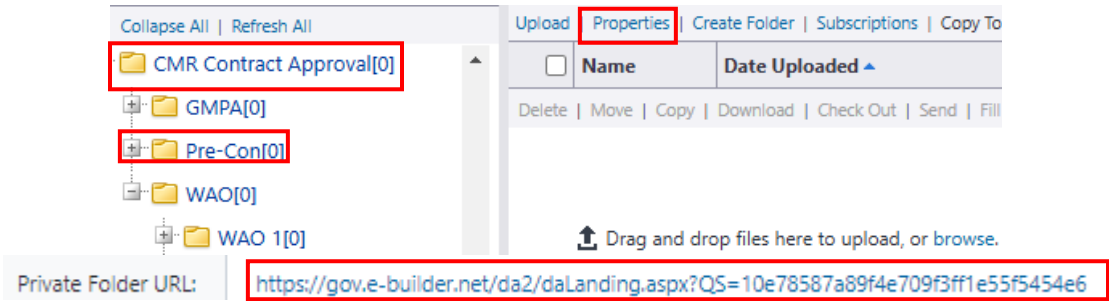 Collapse All | Refresh All
CMR Contract Approval[0]
GMPA[0]
Pre-Con[0]
WAO[0]
WAO 1[0]
Upload | Properties | Create Folder | Subscriptions | Copy To
Name Date Uploaded
Delete | Move | Copy | Download | Check Out | Send | Fill
Drag and drop files here to upload, or browse.
Private Folder URL: https://gov.e-builder.net/da2/daLanding.aspx?QS=10e78587a89f4e709f3ff1e55f5454e6